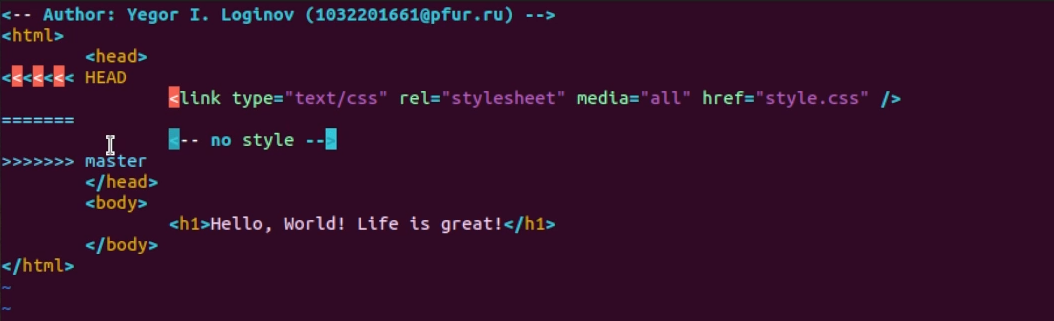 <-- Author: Yegor I. Loginov (1032201661@pfur.ru) -->
<html>
        <head>
<<<<<<< HEAD
                <link type="text/css" rel="stylesheet" media="all" href="style.css" />
=======
                <-- no style -->
>>>>>>> master
        </head>
        <body>
                <h1>Hello, World! Life is great!</h1>
        </body>
</html>
~
~